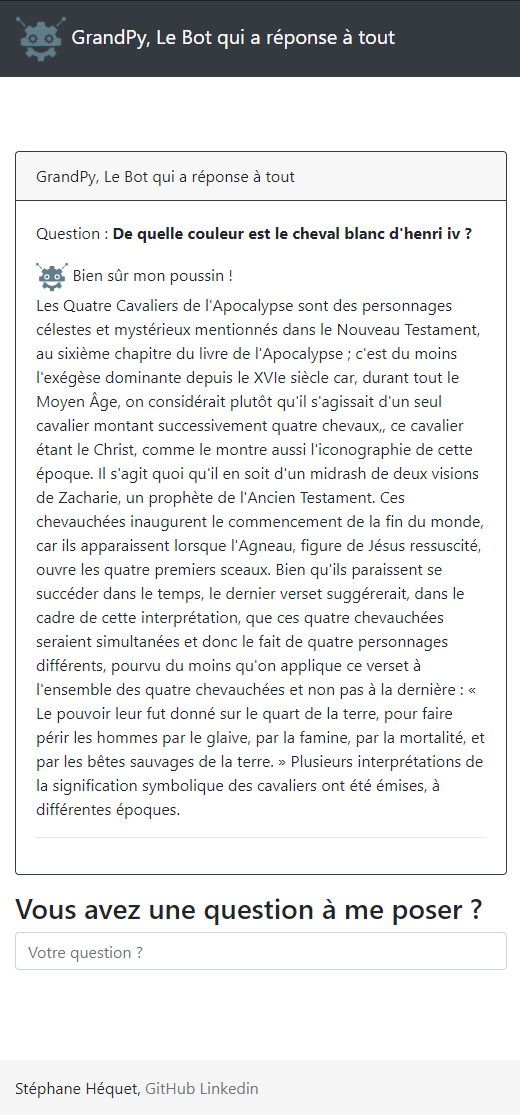 GrandPy, Le Bot qui a réponse à tout
GrandPy, Le Bot qui a réponse à tout
Question : De quelle couleur est le cheval blanc d'henri iv ?
Bien sûr mon poussin !
Les Quatre Cavaliers de l'Apocalypse sont des personnages
célestes et mystérieux mentionnés dans le Nouveau Testament,
au sixième chapitre du livre de l'Apocalypse ; c'est du moins
l'exégèse dominante depuis le XVIe siècle car, durant tout le
Moyen Âge, on considérait plutôt qu'il s'agissait d'un seul
cavalier montant successivement quatre chevaux,, ce cavalier
étant le Christ, comme le montre aussi l'iconographie de cette
époque. Il s'agit quoi qu'il en soit d'un midrash de deux visions
de Zacharie, un prophète de l'Ancien Testament. Ces
chevauchées inaugurent le commencement de la fin du monde,
car ils apparaissent lorsque l'Agneau, figure de Jésus ressuscité,
ouvre les quatre premiers sceaux. Bien qu'ils paraissent se
succéder dans le temps, le dernier verset suggérerait, dans le
cadre de cette interprétation, que ces quatre chevauchées
seraient simultanées et donc le fait de quatre personnages
différents, pourvu du moins qu'on applique ce verset à
l'ensemble des quatre chevauchées et non pas à la dernière : «
Le pouvoir leur fut donné sur le quart de la terre, pour faire
périr les hommes par le glaive, par la famine, par la mortalité, et
par les bêtes sauvages de la terre. » Plusieurs interprétations de
la signification symbolique des cavaliers ont été émises, à
différentes époques.
Vous avez une question à me poser ?
Votre question ?
Stéphane Héquet, GitHub Linkedin